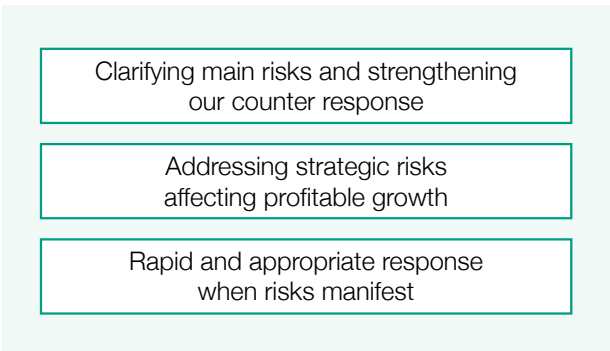 Clarifying main risks and strengthening
our counter response
Addressing strategic risks
affecting profitable growth
Rapid and appropriate response
when risks manifest